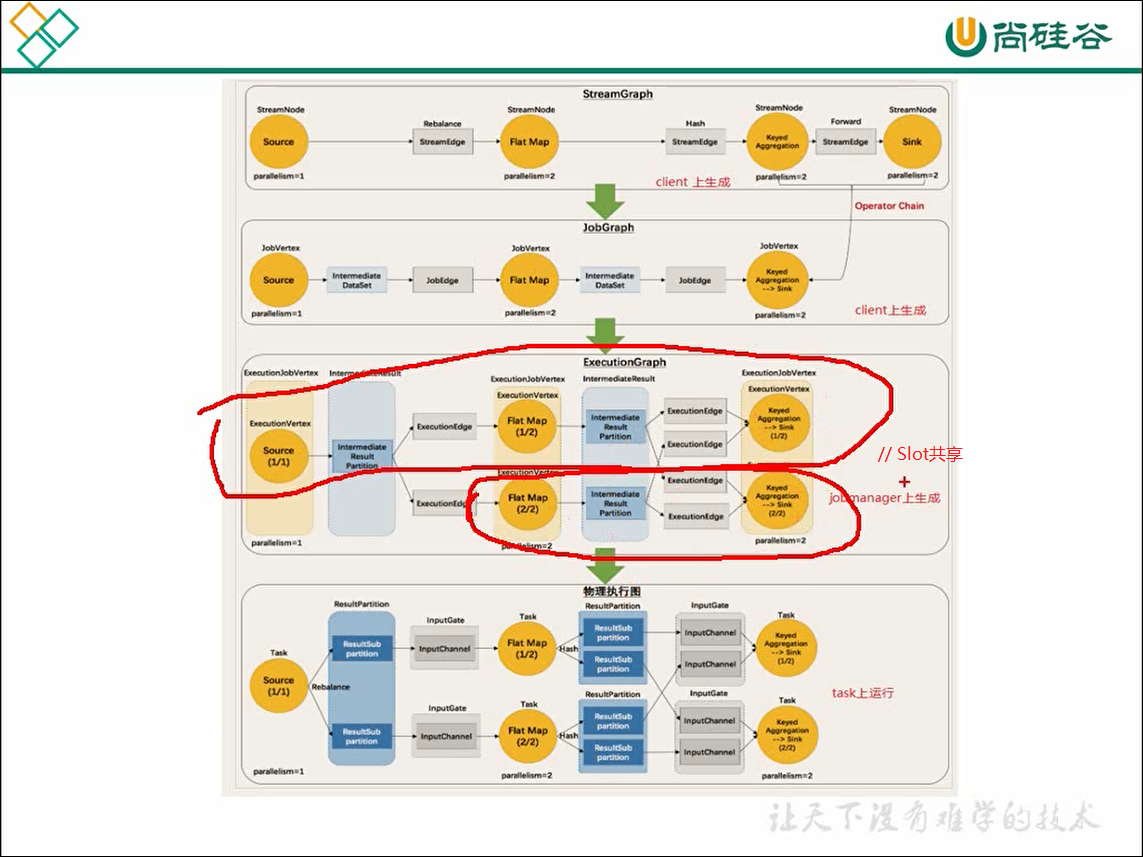 尚硅谷
StreamGraph
StreamNode
StreamNode
StreamNode
StreamNode
Rebalance
Hash
Forward
Source
StreamEdge
Flat Map
StreamEdge
Keyed
Aggregation
StreamEdge
Sink
parallelism=1
parallelism=2
parallelism=2
parallelism=2
client 上生成
Operator Chain
JobGraph
JobVertex
JobVertex
JobVertex
Source
Intermediate
DataSet
JobEdge
Flat Map
Intermediate
DataSet
JobEdge
Keyed
Aggregation
--> Sink
parallelism=1
parallelism=2
parallelism=2
client上生成
ExecutionGraph
ExecutionJobVertex
IntermediateResult
ExecutionJobVertex
IntermediateResult
ExecutionJobVertex
ExecutionVertex
ExecutionVertex
ExecutionVertex
Source
(1/1)
Intermediate
Result
Partition
ExecutionEdge
Flat Map
(1/2)
Intermediate
Result
Partition
ExecutionEdge
ExecutionEdge
Keyed
Aggregation
--> Sink
(1/2)
// Slot共享
+
jobmanager上生成
ExecutionVertex
ExecutionEdge
Flat Map
(2/2)
Intermediate
Result
Partition
ExecutionEdge
ExecutionEdge
Keyed
Aggregation
--> Sink
(2/2)
parallelism=1
parallelism=2
parallelism=2
物理执行图
ResultPartition
ResultPartition
InputGate
InputGate
Task
Task
Task
Source
(1/1)
Rebalance
ResultSub
partition
InputChannel
Flat Map
(1/2)
Hash
ResultSub
partition
ResultSub
partition
InputChannel
InputChannel
Keyed
Aggregation
--> Sink
(1/2)
task上运行
ResultPartition
InputGate
InputGate
Task
Task
ResultSub
partition
InputChannel
Flat Map
(2/2)
Hash
ResultSub
partition
ResultSub
partition
InputChannel
InputChannel
Keyed
Aggregation
--> Sink
(2/2)
parallelism=1
parallelism=2
parallelism=2
让天下没有难学的技术